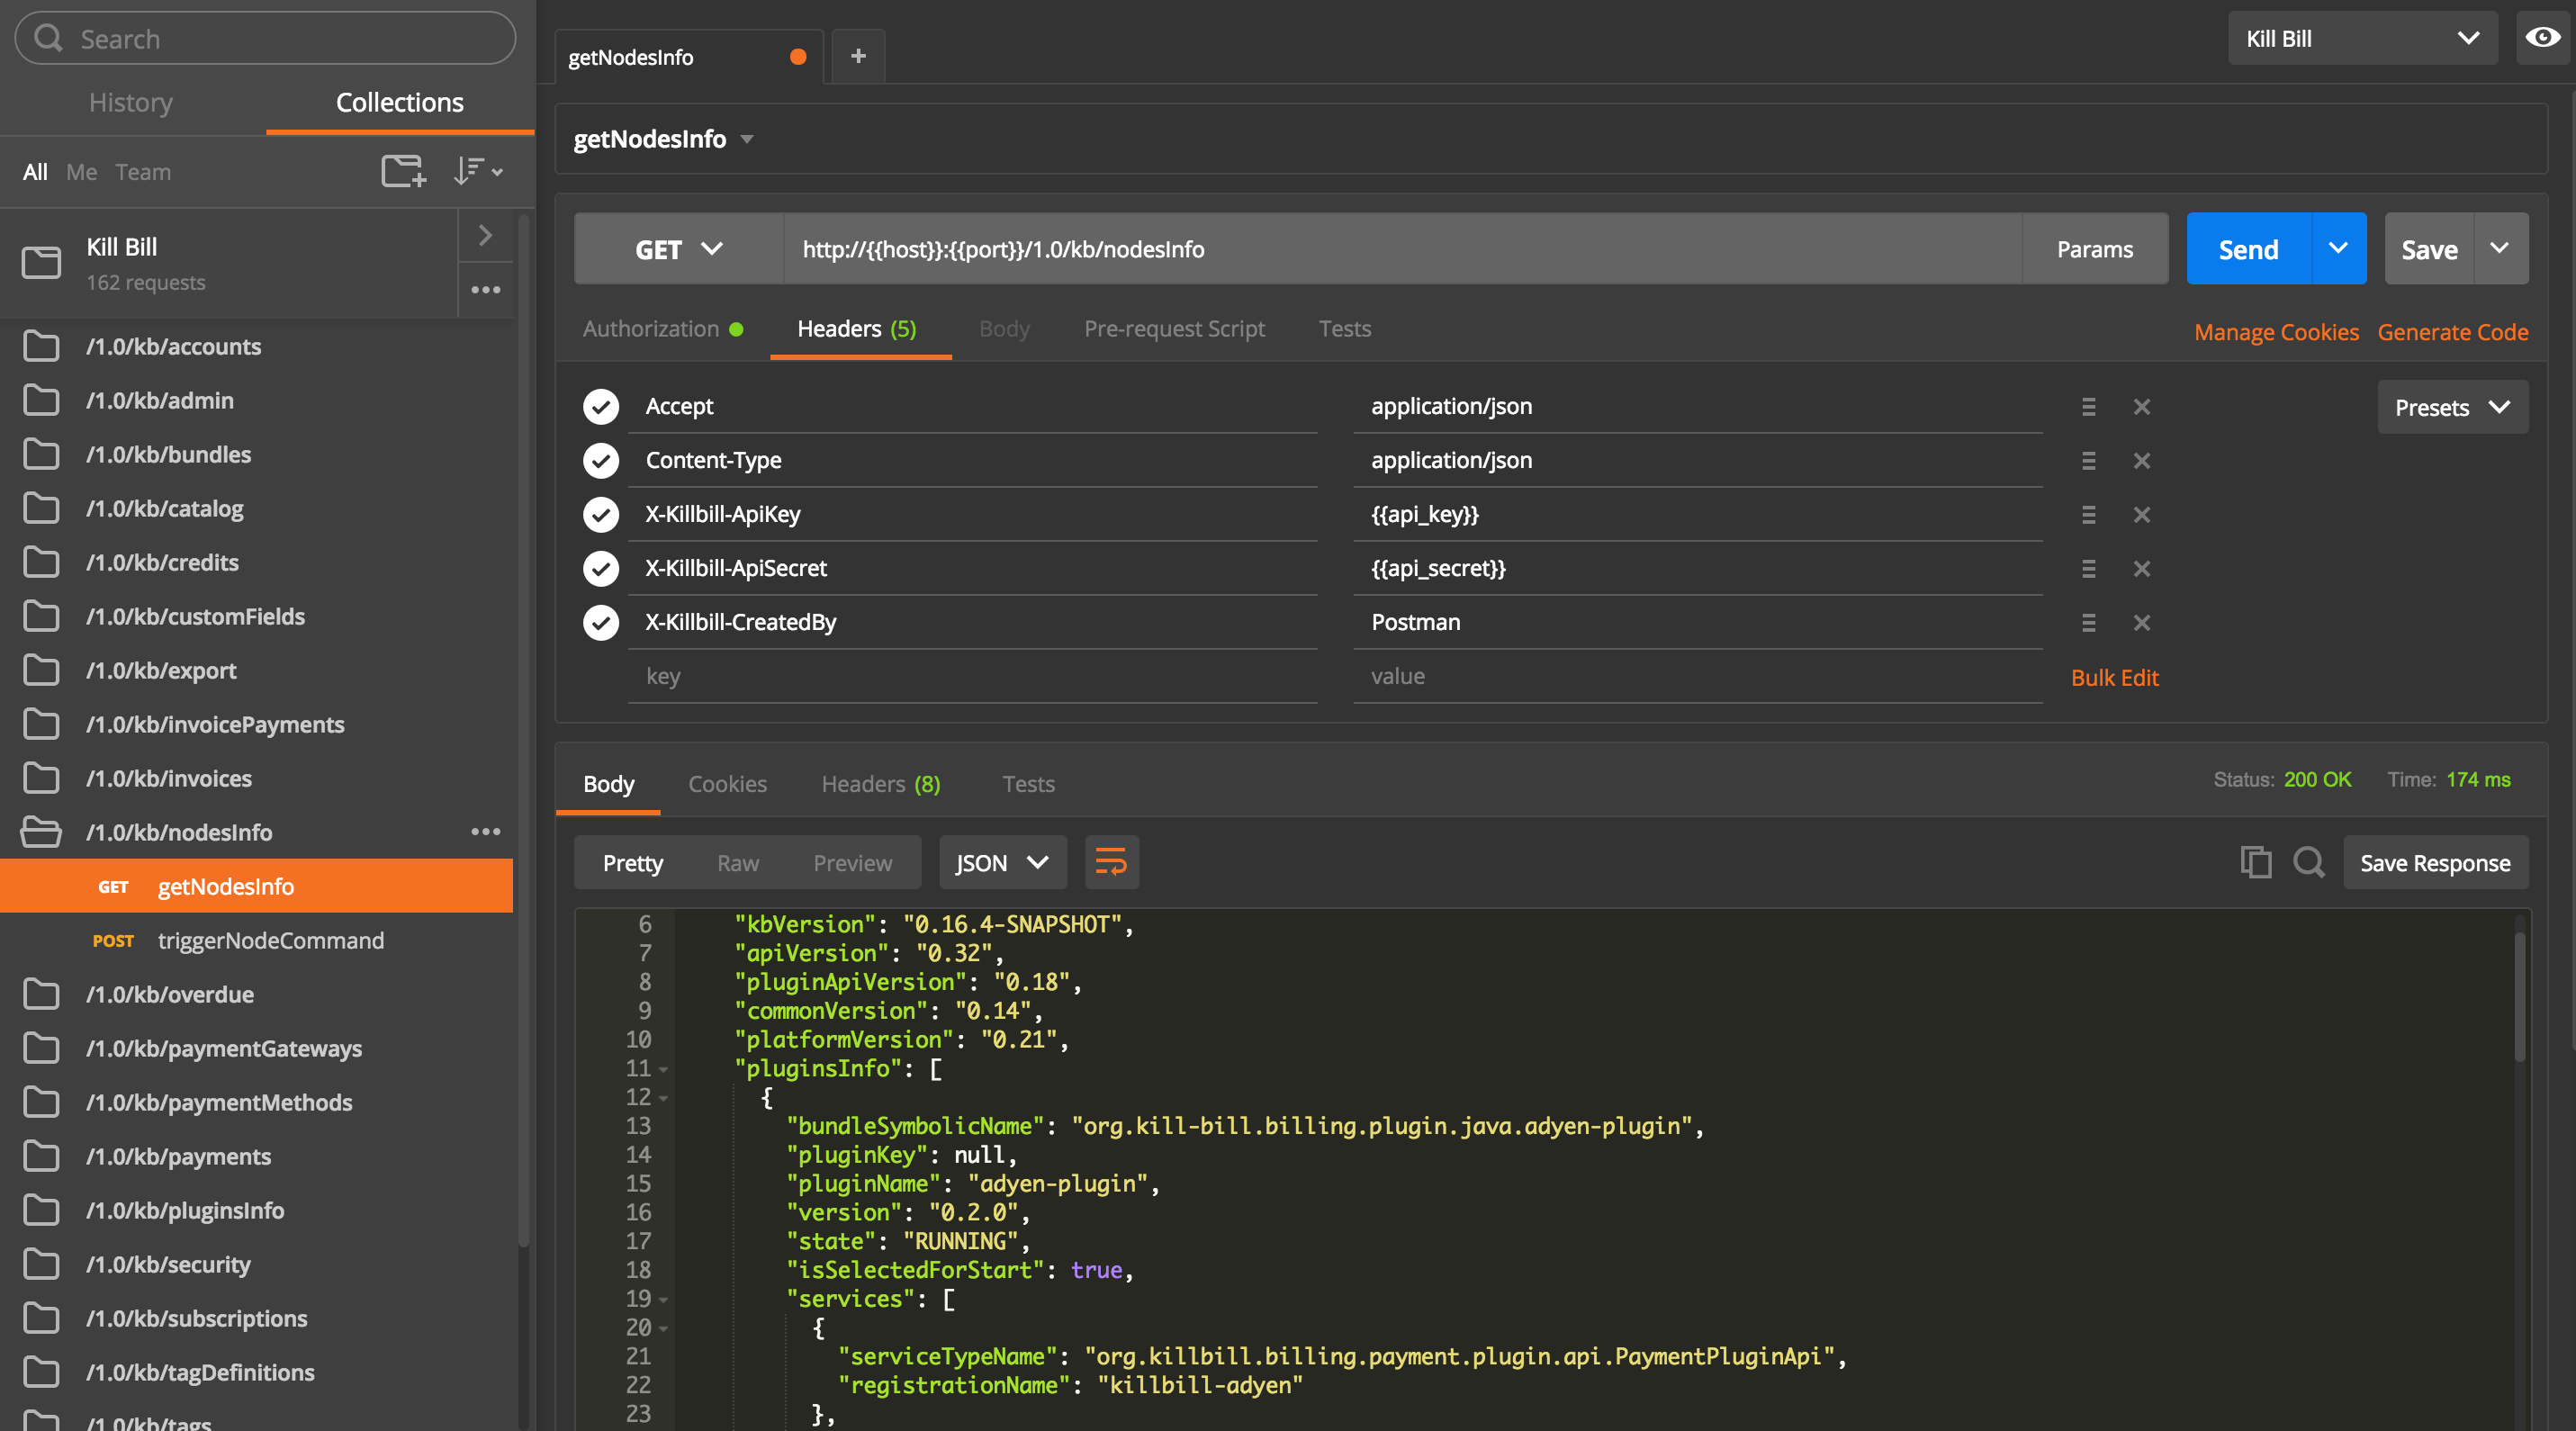 Search
History Collections
All Me Team
Kill Bill
162 requests
/1.0/kb/accounts
/1.0/kb/admin
/1.0/kb/bundles
/1.0/kb/catalog
/1.0/kb/credits
/1.0/kb/customFields
/1.0/kb/export
/1.0/kb/invoicePayments
/1.0/kb/invoices
/1.0/kb/nodesInfo
GET getNodesInfo
POST triggerNodeCommand
/1.0/kb/overdue
/1.0/kb/paymentGateways
/1.0/kb/paymentMethods
/1.0/kb/payments
/1.0/kb/pluginsInfo
/1.0/kb/security
/1.0/kb/subscriptions
/1.0/kb/tagDefinitions
/1.0/kb/tags
getNodesInfo +
Kill Bill
getNodesInfo
GET http://{{host}}:{{port}}/1.0/kb/nodesInfo Params Send Save
Authorization Headers (5) Body Pre-request Script Tests Manage Cookies Generate Code
Accept application/json Presets
Content-Type application/json
X-Killbill-ApiKey {{api_key}}
X-Killbill-ApiSecret {{api_secret}}
X-Killbill-CreatedBy Postman
key value Bulk Edit
Body Cookies Headers (8) Tests Status: 200 OK Time: 174 ms
Pretty Raw Preview JSON Save Response
6 "kbVersion": "0.16.4-SNAPSHOT",
7 "apiVersion": "0.32",
8 "pluginApiVersion": "0.18",
9 "commonVersion": "0.14",
10 "platformVersion": "0.21",
11 "pluginsInfo": [
12 {
13 "bundleSymbolicName": "org.kill-bill.billing.plugin.java.adyen-plugin",
14 "pluginKey": null,
15 "pluginName": "adyen-plugin",
16 "version": "0.2.0",
17 "state": "RUNNING",
18 "isSelectedForStart": true,
19 "services": [
20 {
21 "serviceTypeName": "org.killbill.billing.payment.plugin.api.PaymentPluginApi",
22 "registrationName": "killbill-adyen"
23 },